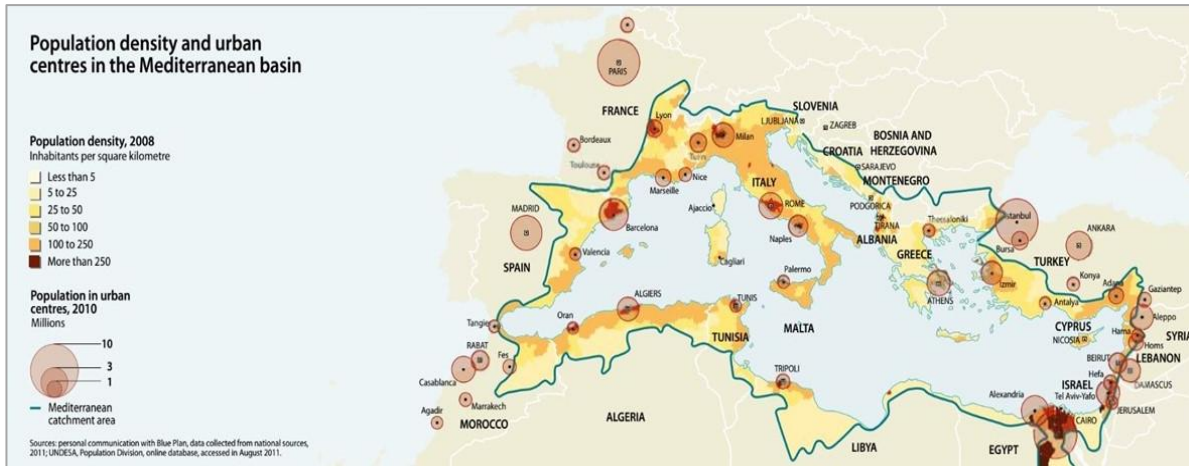 Population density and urban
centres in the Mediterranean basin
Population density, 2008
Inhabitants per square kilometre
Less than 5
5 to 25
25 to 50
50 to 100
100 to 250
More than 250
Population in urban
centres, 2010
Millions
10
3
1
Mediterranean
catchment area
Sources: personal communication with Blue Plan, data collected from national sources,
2011; UNDESA, Population Division, online database, accessed in August 2011.
PARIS
FRANCE
Lyon
Bordeaux
Toulouse
Marseille
Nice
Turin
Milan
SLOVENIA
LJUBLJANA
ZAGREB
CROATIA
BOSNIA AND
HERZEGOVINA
SARAJEVO
MONTENEGRO
PODGORICA
TIRANA
ALBANIA
ITALY
ROME
Naples
Ajaccio
Cagliari
Palermo
MADRID
Barcelona
Valencia
SPAIN
Thessaloniki
GREECE
ATHENS
Istanbul
Bursa
ANKARA
TURKEY
Konya
Izmir
Antalya
Adana
Gaziantep
Aleppo
CYPRUS
NICOSIA
Hama
Homs
SYRIA
BEIRUT
LEBANON
DAMASCUS
Hefa
ISRAEL
Tel Aviv-Yafo
JERUSALEM
Alexandria
CAIRO
EGYPT
Tangier
RABAT
Fes
Casablanca
Marrakech
Agadir
MOROCCO
Oran
ALGIERS
ALGERIA
TUNIS
TUNISIA
MALTA
TRIPOLI
LIBYA